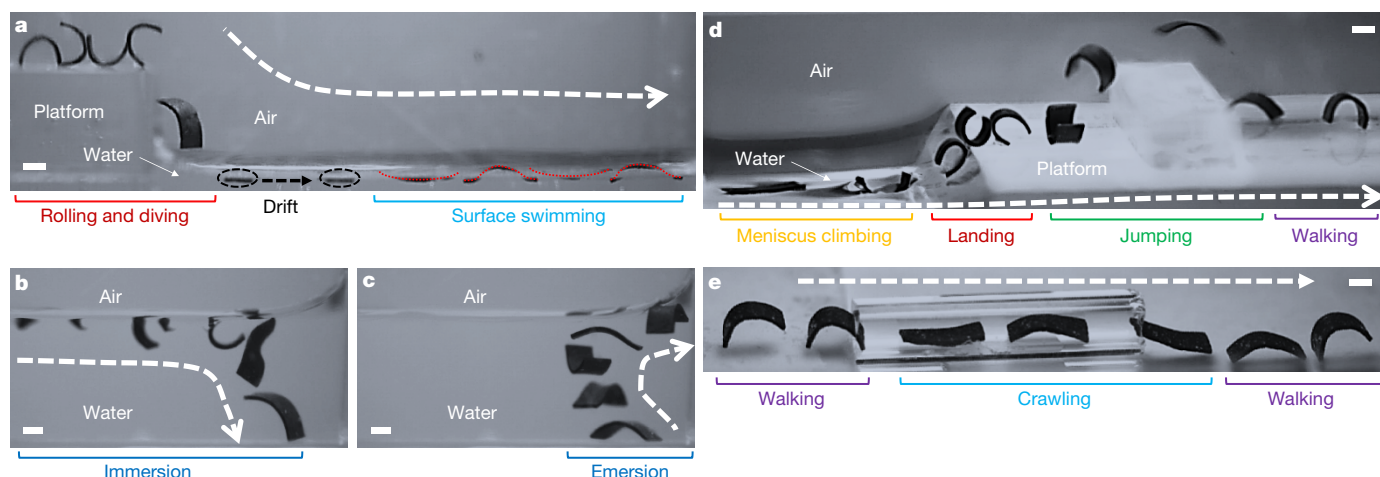 a
Platform
Air
Water
Rolling and diving
Drift
Surface swimming
b
Air
Water
Immersion
c
Air
Water
Emersion
d
Air
Water
Platform
Meniscus climbing
Landing
Jumping
Walking
e
Walking
Crawling
Walking